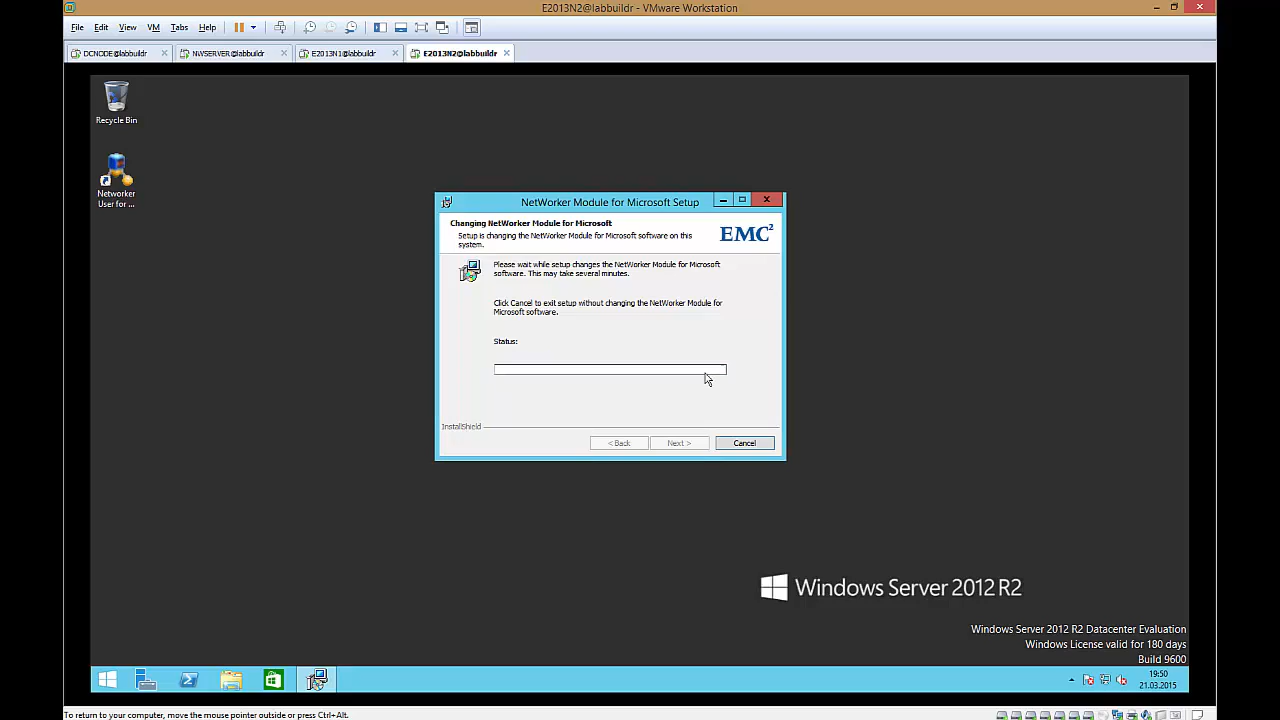 E2013N2@labbuildr - VMware Workstation
File Edit View VM Tabs Help
DCNODE@labbuildr NWSERVER@labbuildr E2013N1@labbuildr E2013N2@labbuildr
Recycle Bin
Networker
User for ...
NetWorker Module for Microsoft Setup
Changing NetWorker Module for Microsoft
Setup is changing the NetWorker Module for Microsoft software on this
system.
EMC²
Please wait while setup changes the NetWorker Module for Microsoft
software. This may take several minutes.
Click Cancel to exit setup without changing the NetWorker Module for
Microsoft software.
Status:
InstallShield
< Back Next > Cancel
Windows Server 2012 R2
Windows Server 2012 R2 Datacenter Evaluation
Windows License valid for 180 days
Build 9600
19:50
21.03.2015
To return to your computer, move the mouse pointer outside or press Ctrl+Alt.